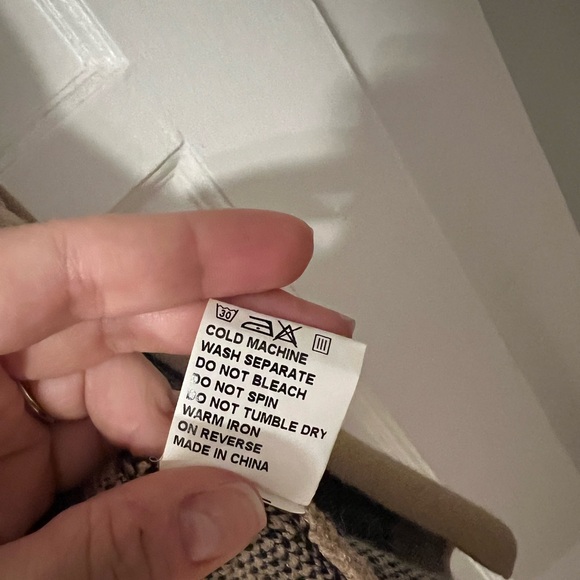 30
COLD MACHINE
WASH SEPARATE
DO NOT BLEACH
DO NOT SPIN
DO NOT TUMBLE DRY
WARM IRON
ON REVERSE
MADE IN CHINA